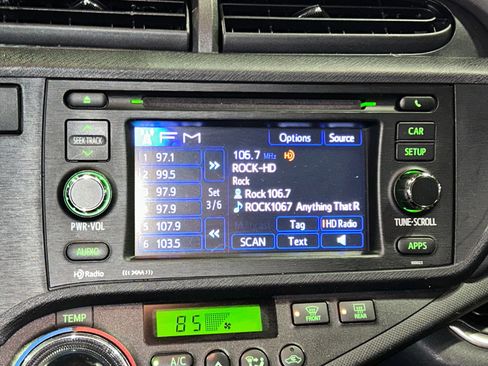 SEEK·TRACK
PWR·VOL
AUDIO
HD Radio
FM
Options
Source
1 97.1
2 99.5
3 97.9
4 97.9
5 107.9
6 103.5
Set
3/6
106.7 MHz HD
ROCK-HD
Rock
Rock 106.7
ROCK1067 Anything That R
Tag
1 HD Radio
SCAN
Text
CAR
SETUP
TUNE·SCROLL
APPS
TEMP
85
FRONT
REAR
A/C